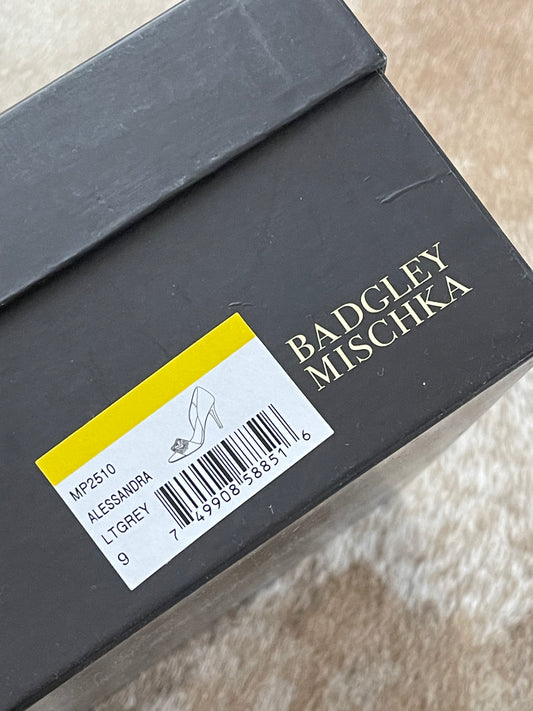 BADGLEY
MISCHKA
MP2510
ALESSANDRA
LTGREY
9
7 49908 58851 6